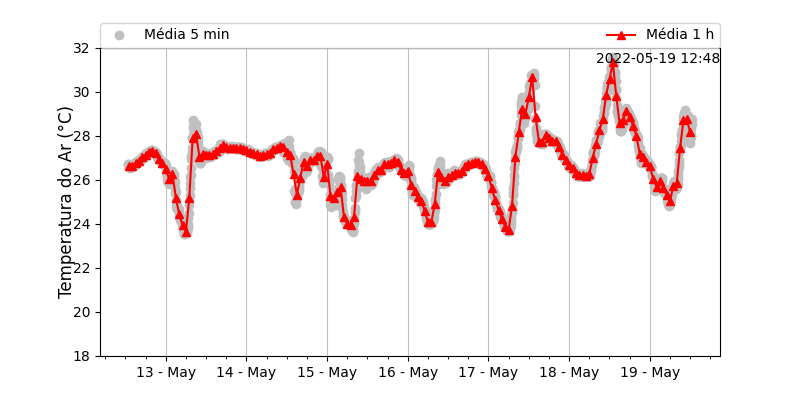 Média 5 min
Média 1 h
2022-05-19 12:48
Temperatura do Ar (°C)
32
30
28
26
24
22
20
18
13 - May
14 - May
15 - May
16 - May
17 - May
18 - May
19 - May